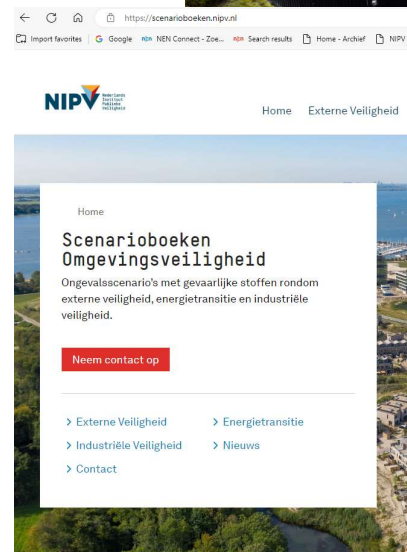 https://scenarioboeken.nipv.nl
Import favorites Google NEN Connect - Zoe... Search results Home - Archief NIPV
NIPV Nederlands Instituut Publieke Veiligheid
Home Externe Veiligheid
Home
Scenarioboeken
Omgevingsveiligheid
Ongevalsscenario's met gevaarlijke stoffen rondom
externe veiligheid, energietransitie en industriële
veiligheid.
Neem contact op
> Externe Veiligheid > Energietransitie
> Industriële Veiligheid > Nieuws
> Contact